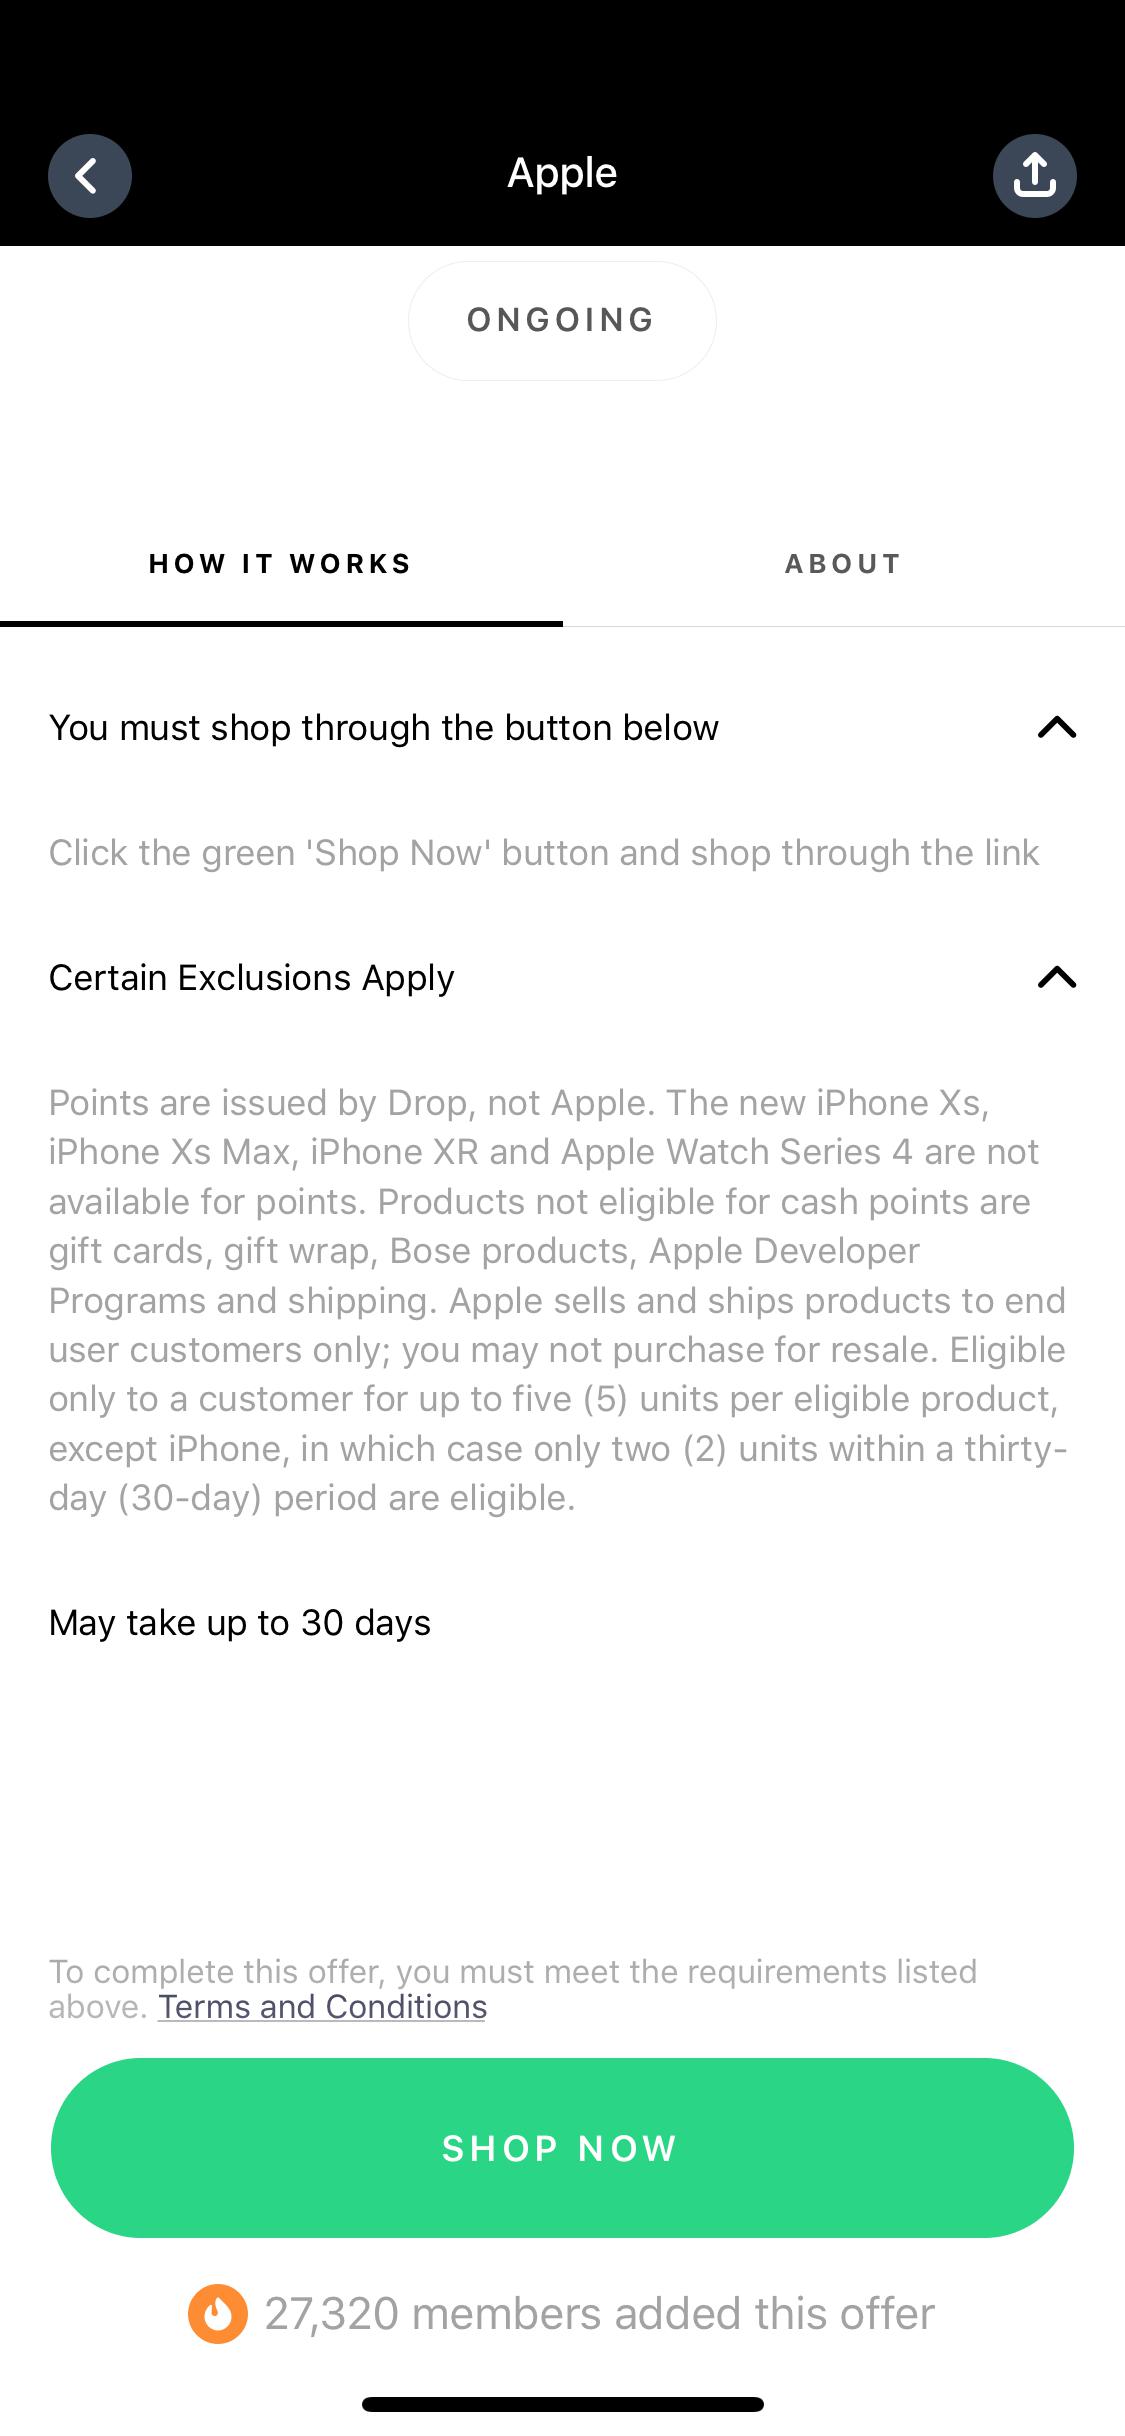 Apple
ONGOING
HOW IT WORKS
ABOUT
You must shop through the button below
Click the green 'Shop Now' button and shop through the link
Certain Exclusions Apply
Points are issued by Drop, not Apple. The new iPhone Xs,
iPhone Xs Max, iPhone XR and Apple Watch Series 4 are not
available for points. Products not eligible for cash points are
gift cards, gift wrap, Bose products, Apple Developer
Programs and shipping. Apple sells and ships products to end
user customers only; you may not purchase for resale. Eligible
only to a customer for up to five (5) units per eligible product,
except iPhone, in which case only two (2) units within a thirty-
day (30-day) period are eligible.
May take up to 30 days
To complete this offer, you must meet the requirements listed
above. Terms and Conditions
SHOP NOW
27,320 members added this offer